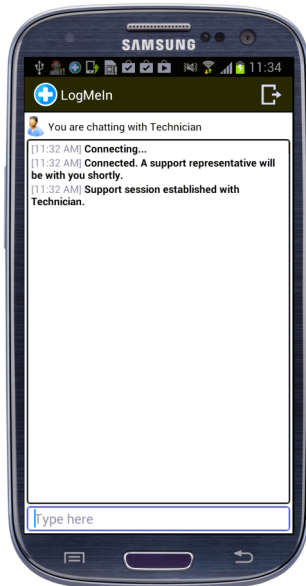 SAMSUNG
11:34
LogMeIn
You are chatting with Technician
[11:32 AM] Connecting...
[11:32 AM] Connected. A support representative will
be with you shortly.
[11:32 AM] Support session established with
Technician.
Type here